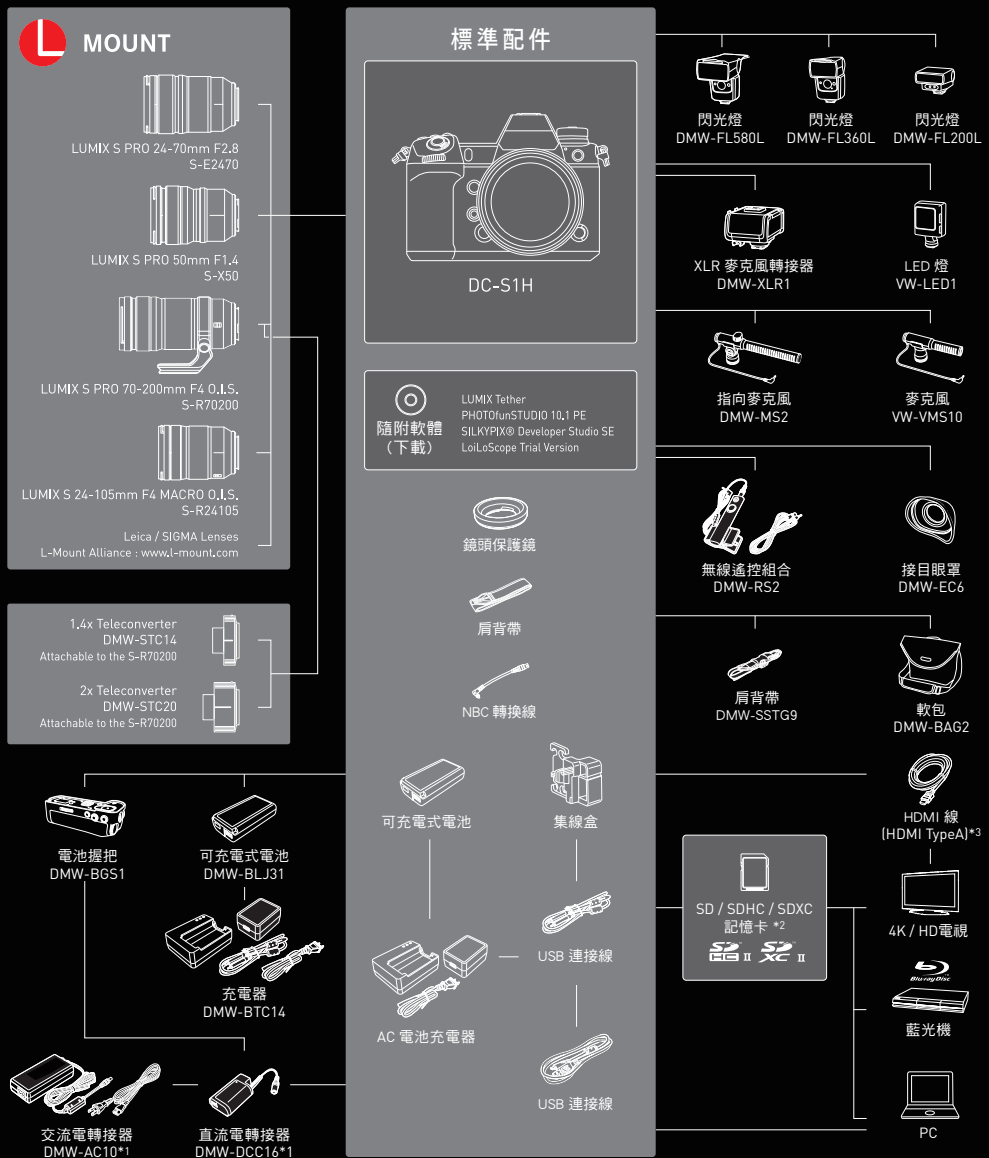 L MOUNT
LUMIX S PRO 24-70mm F2.8
S-E2470
LUMIX S PRO 50mm F1.4
S-X50
LUMIX S PRO 70-200mm F4 O.I.S.
S-R70200
LUMIX S 24-105mm F4 MACRO O.I.S.
S-R24105
Leica / SIGMA Lenses
L-Mount Alliance : www.l-mount.com
1.4x Teleconverter
DMW-STC14
Attachable to the S-R70200
2x Teleconverter
DMW-STC20
Attachable to the S-R70200
標準配件
DC-S1H
隨附軟體
(下載)
LUMIX Tether
PHOTOfunSTUDIO 10.1 PE
SILKYPIX® Developer Studio SE
LoiLoScope Trial Version
鏡頭保護鏡
肩背帶
NBC 轉換線
可充電式電池
集線盒
USB 連接線
AC 電池充電器
USB 連接線
閃光燈
DMW-FL580L
閃光燈
DMW-FL360L
閃光燈
DMW-FL200L
XLR 麥克風轉接器
DMW-XLR1
LED 燈
VW-LED1
指向麥克風
DMW-MS2
麥克風
VW-VMS10
無線遙控組合
DMW-RS2
接目眼罩
DMW-EC6
肩背帶
DMW-SSTG9
軟包
DMW-BAG2
HDMI 線
(HDMI TypeA)*3
SD / SDHC / SDXC
記憶卡 *2
SD HC II SD XC II
4K / HD電視
Blu-ray Disc
藍光機
PC
電池握把
DMW-BGS1
可充電式電池
DMW-BLJ31
充電器
DMW-BTC14
交流電轉接器
DMW-AC10*1
直流電轉接器
DMW-DCC16*1